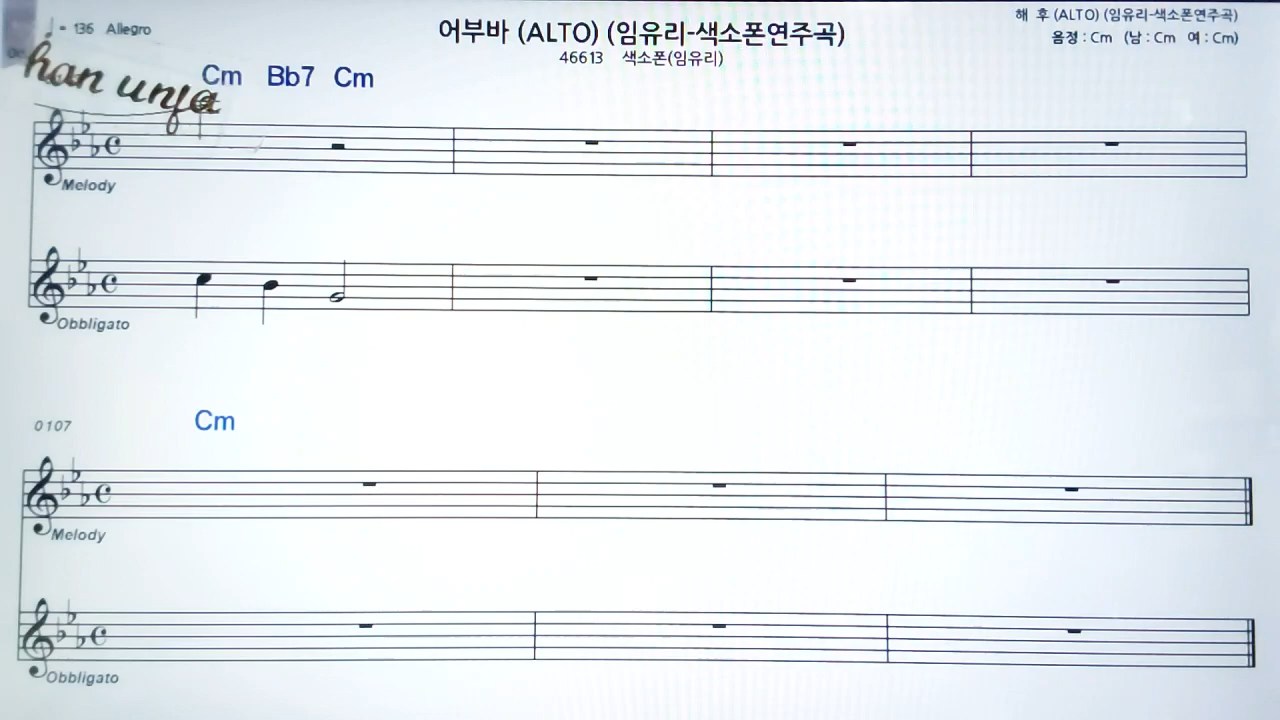 ♩ = 136 Allegro
어부바 (ALTO) (임유리-색소폰연주곡)
46613 색소폰(임유리)
해 후 (ALTO) (임유리-색소폰연주곡)
음정 : Cm (남 : Cm 여 : Cm)
han unja
Cm Bb7 Cm
Melody
Obbligato
0107
Cm
Melody
Obbligato